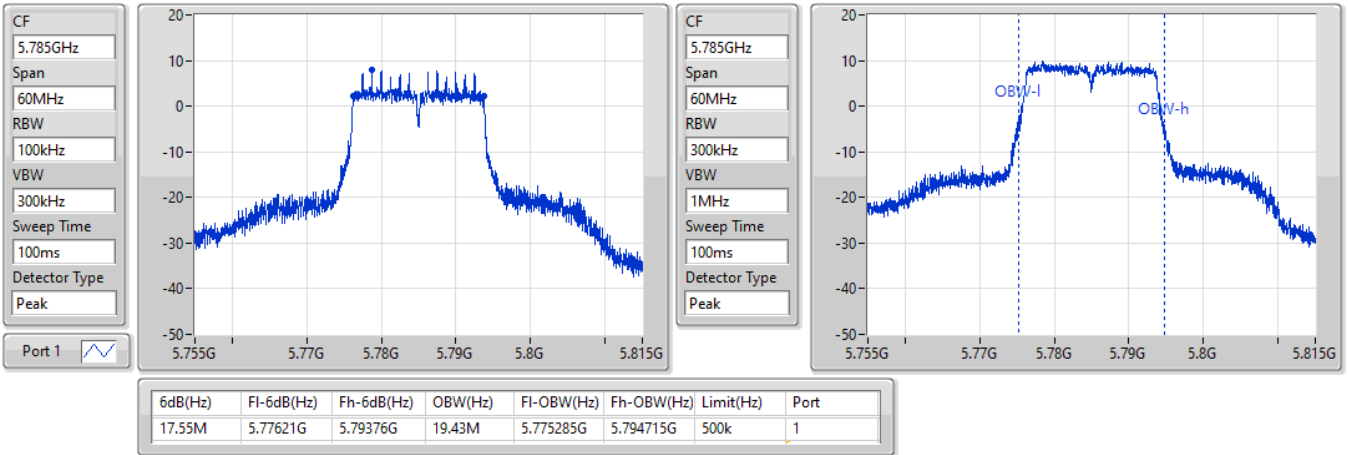 CF
5.785GHz
Span
60MHz
RBW
100kHz
VBW
300kHz
Sweep Time
100ms
Detector Type
Peak
Port 1
20
10
0
-10
-20
-30
-40
-50
5.755G 5.77G 5.78G 5.79G 5.8G 5.815G
CF
5.785GHz
Span
60MHz
RBW
300kHz
VBW
1MHz
Sweep Time
100ms
Detector Type
Peak
20
10
0
-10
-20
-30
-40
-50
OBW-l
OBW-h
5.755G 5.77G 5.78G 5.79G 5.8G 5.815G
6dB(Hz) Fl-6dB(Hz) Fh-6dB(Hz) OBW(Hz) Fl-OBW(Hz) Fh-OBW(Hz) Limit(Hz) Port
17.55M 5.77621G 5.79376G 19.43M 5.775285G 5.794715G 500k 1